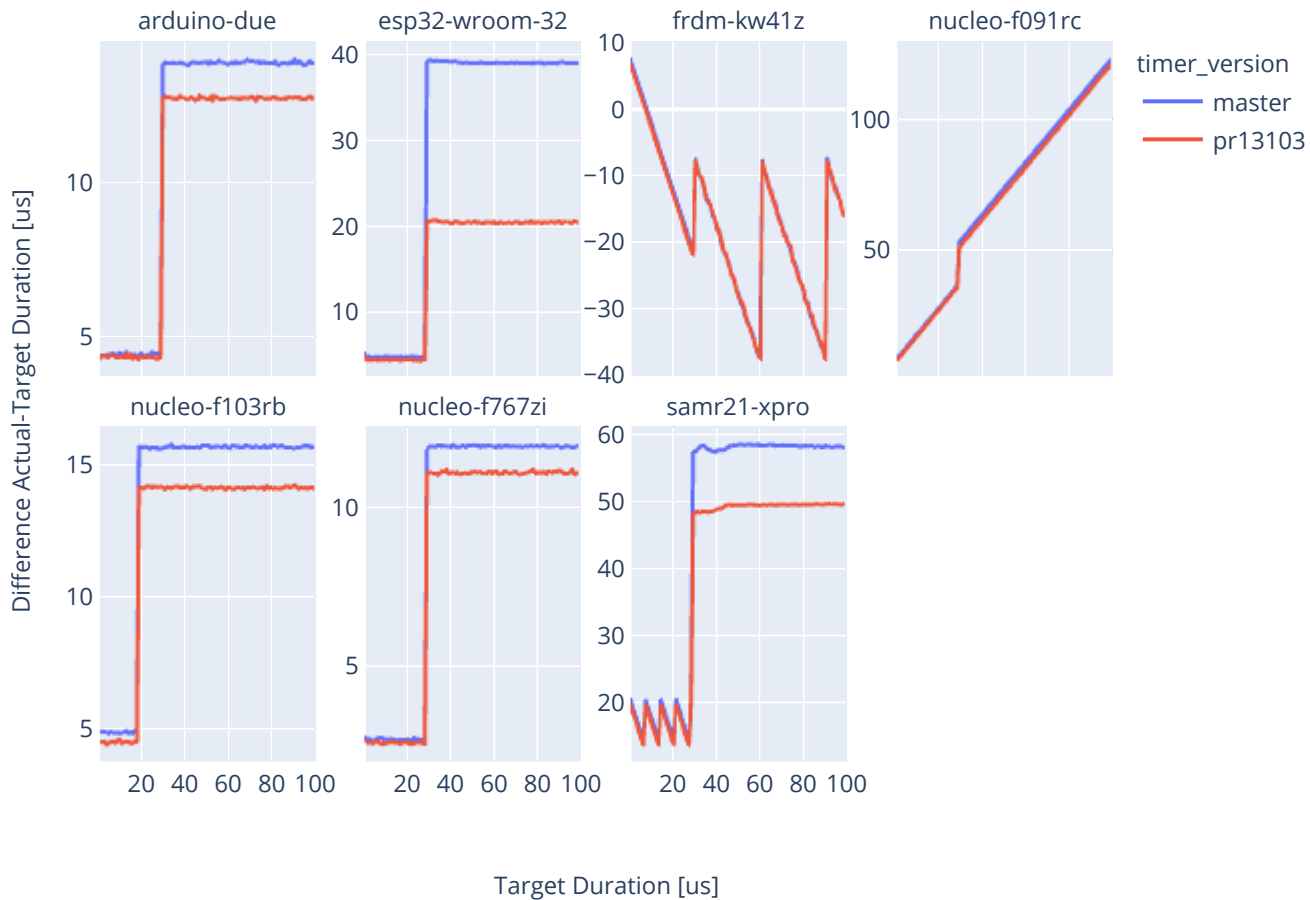 arduino-due
esp32-wroom-32
frdm-kw41z
nucleo-f091rc
timer_version
master
pr13103
Difference Actual-Target Duration [us]
10
5
40
30
20
10
10
0
−10
−20
−30
−40
100
50
nucleo-f103rb
nucleo-f767zi
samr21-xpro
15
10
5
10
5
60
50
40
30
20
20 40 60 80 100
20 40 60 80 100
20 40 60 80 100
Target Duration [us]